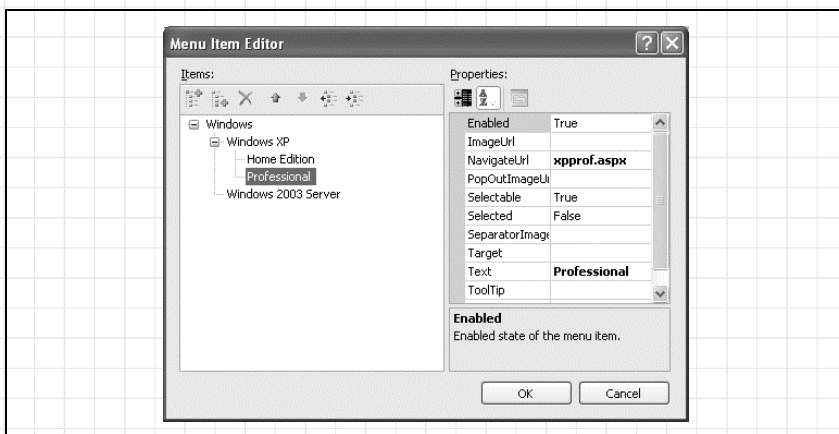 Menu Item Editor
Items:
Windows
Windows XP
Home Edition
Professional
Windows 2003 Server
Properties:
Enabled True
ImageUrl
NavigateUrl xpprof.aspx
PopOutImageUr
Selectable True
Selected False
SeparatorImage
Target
Text Professional
ToolTip
Enabled
Enabled state of the menu item.
OK Cancel